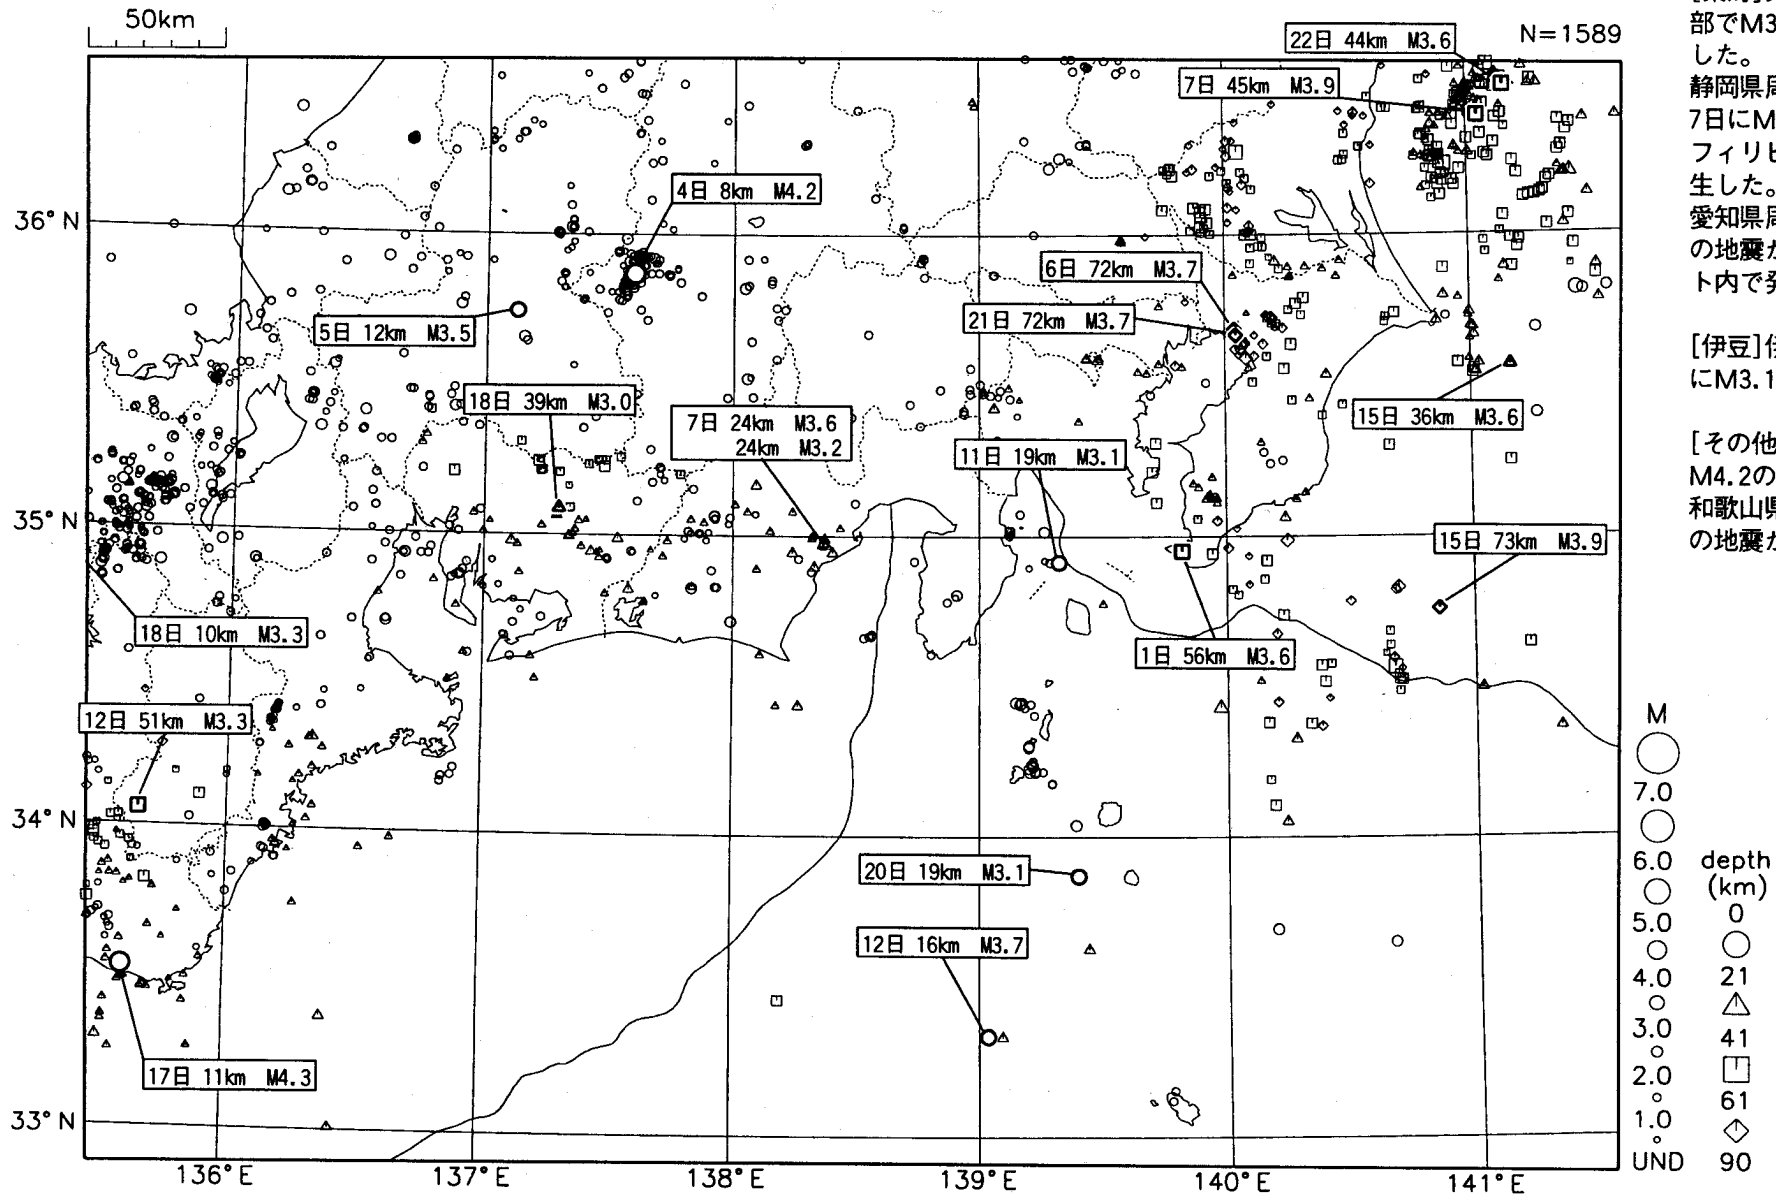 50km
N=1589
22日 44km M3.6
7日 45km M3.9
4日 8km M4.2
36°N
6日 72km M3.7
21日 72km M3.7
5日 12km M3.5
18日 39km M3.0
7日 24km M3.6
24km M3.2
11日 19km M3.1
15日 36km M3.6
35°N
15日 73km M3.9
18日 10km M3.3
1日 56km M3.6
12日 51km M3.3
34°N
20日 19km M3.1
12日 16km M3.7
17日 11km M4.3
33°N
136°E
137°E
138°E
139°E
140°E
141°E
M
7.0
6.0
5.0
4.0
3.0
2.0
1.0
UND
depth
(km)
0
21
41
61
90
部でM3
した。
静岡県周
7日にM
フィリピ
生した。
愛知県周
の地震が
ト内で発
[伊豆]伊
にM3.1
[その他
M4.2の
和歌山県
の地震が